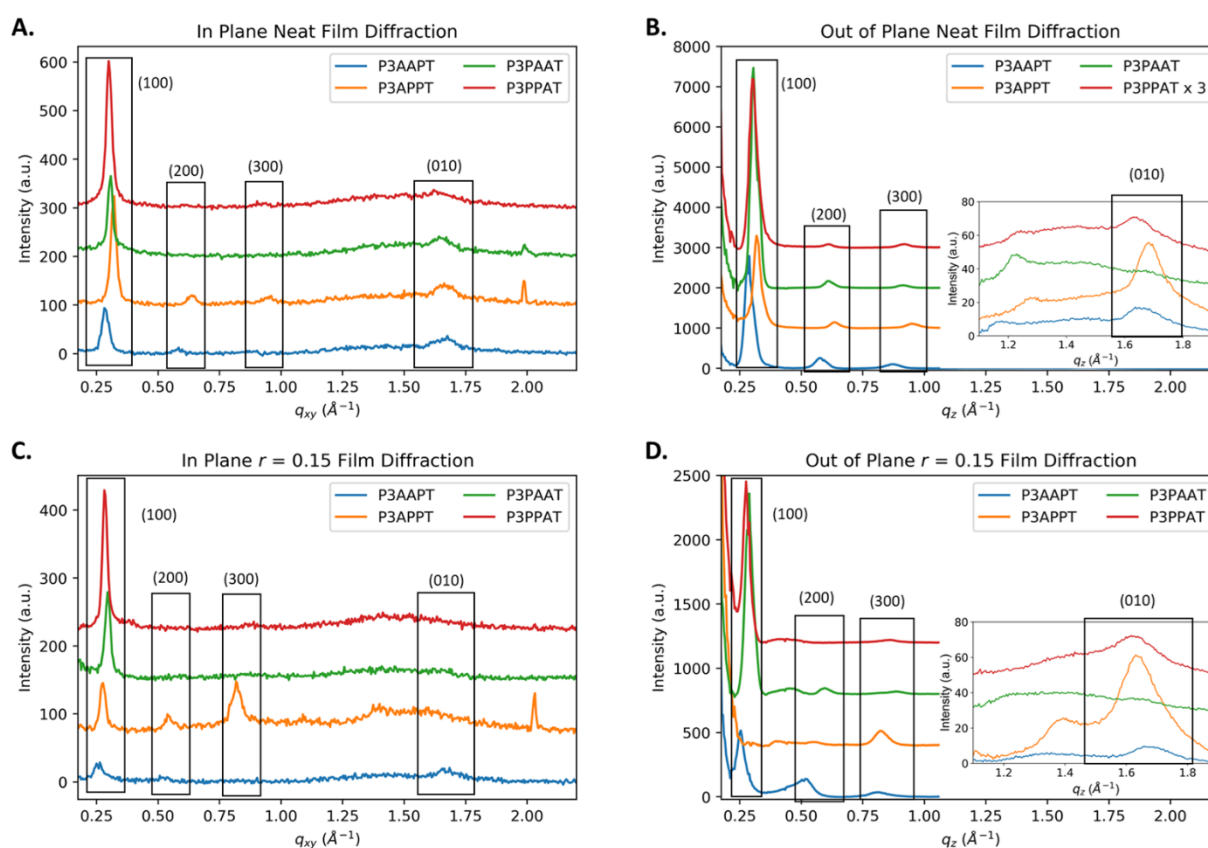 A.
In Plane Neat Film Diffraction
P3AAPT
P3PAAT
P3APPT
P3PPAT
(100)
(200)
(300)
(010)
Intensity (a.u.)
600
500
400
300
200
100
0
0.25 0.50 0.75 1.00 1.25 1.50 1.75 2.00
qxy (Å⁻¹)
B.
Out of Plane Neat Film Diffraction
P3AAPT
P3PAAT
P3APPT
P3PPAT x 3
(100)
(200)
(300)
(010)
Intensity (a.u.)
8000
7000
6000
5000
4000
3000
2000
1000
0
0.25 0.50 0.75 1.00 1.25 1.50 1.75 2.00
qz (Å⁻¹)
Intensity (a.u.)
80
60
40
20
0
1.2 1.4 1.6 1.8
qz (Å⁻¹)
C.
In Plane r = 0.15 Film Diffraction
P3AAPT
P3PAAT
P3APPT
P3PPAT
(100)
(200)
(300)
(010)
Intensity (a.u.)
400
300
200
100
0
0.25 0.50 0.75 1.00 1.25 1.50 1.75 2.00
qxy (Å⁻¹)
D.
Out of Plane r = 0.15 Film Diffraction
P3AAPT
P3PAAT
P3APPT
P3PPAT
(100)
(200)
(300)
(010)
Intensity (a.u.)
2500
2000
1500
1000
500
0
0.25 0.50 0.75 1.00 1.25 1.50 1.75 2.00
qz (Å⁻¹)
Intensity (a.u.)
80
60
40
20
0
1.2 1.4 1.6 1.8
qz (Å⁻¹)